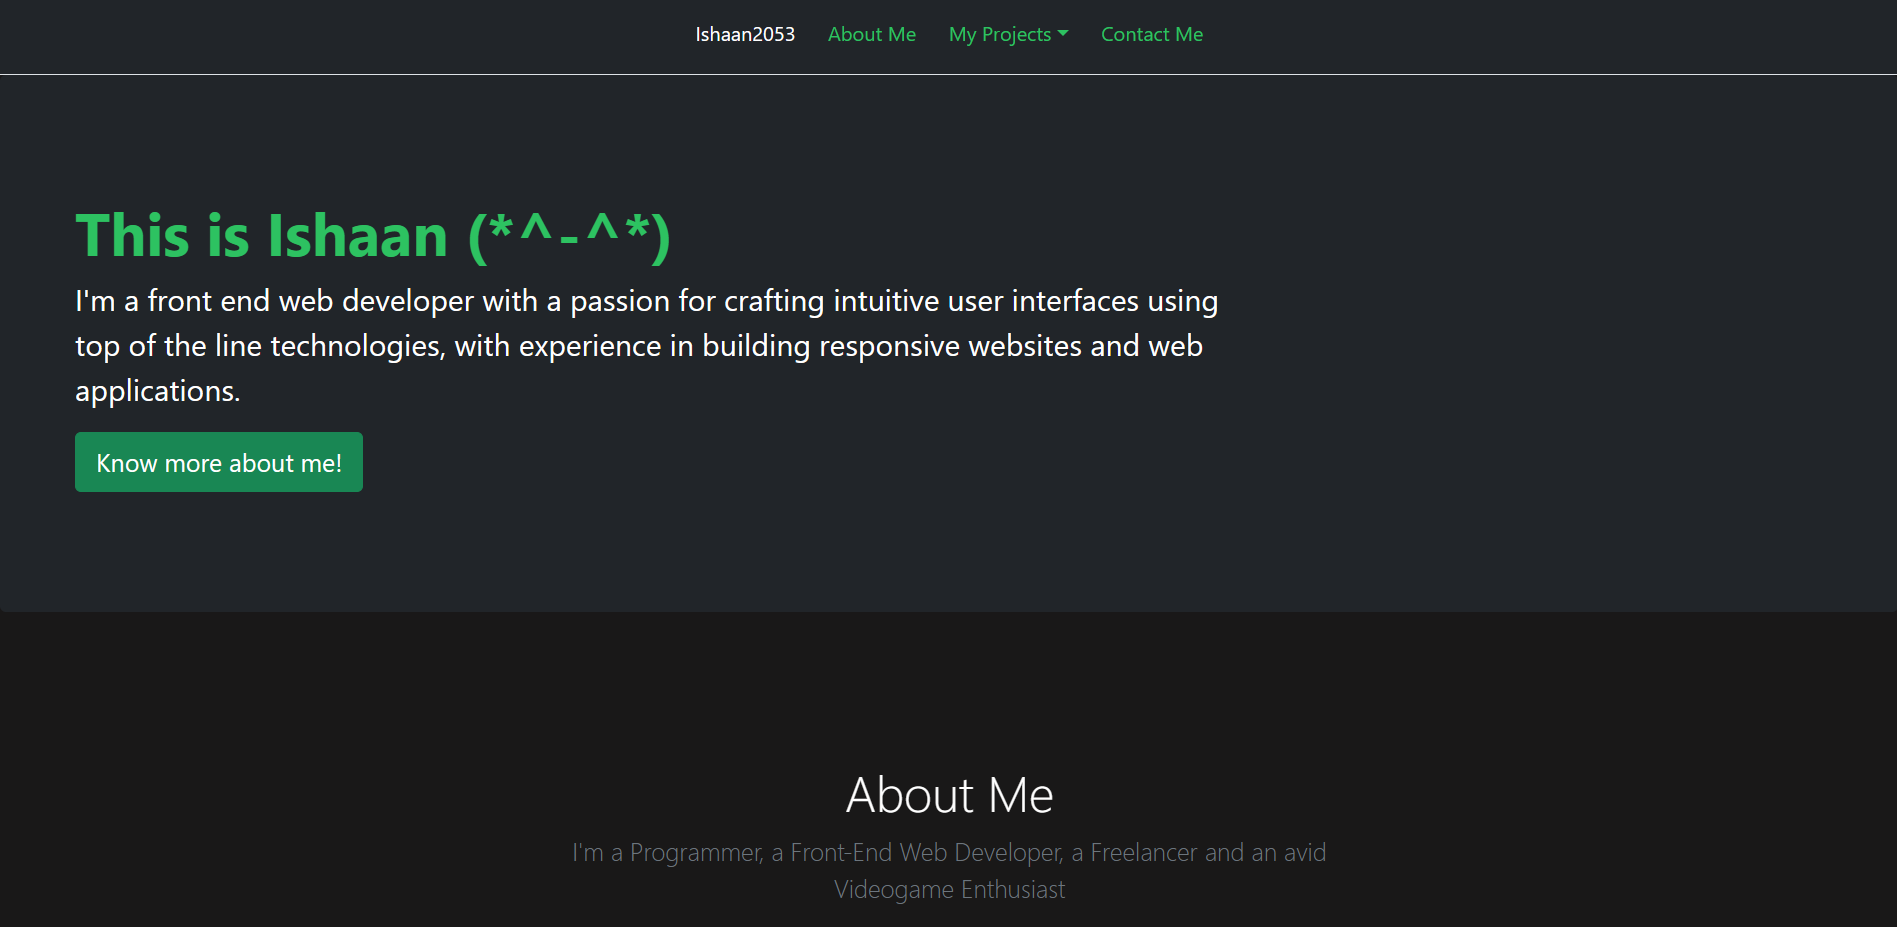 Ishaan2053 About Me My Projects Contact Me
This is Ishaan (*^-^*)
I'm a front end web developer with a passion for crafting intuitive user interfaces using
top of the line technologies, with experience in building responsive websites and web
applications.
Know more about me!
About Me
I'm a Programmer, a Front-End Web Developer, a Freelancer and an avid
Videogame Enthusiast